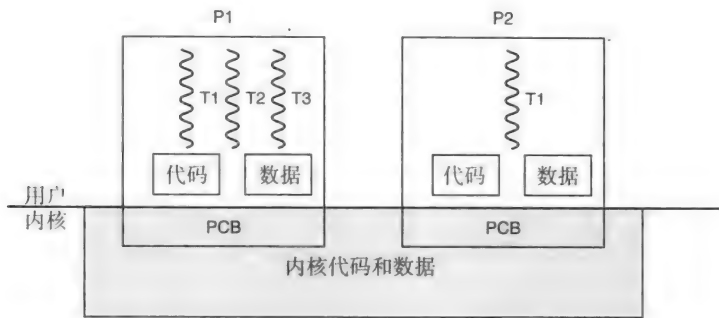 P1 P2
T1 T2 T3 T1
代码 数据 代码 数据
用户
内核
PCB PCB
内核代码和数据